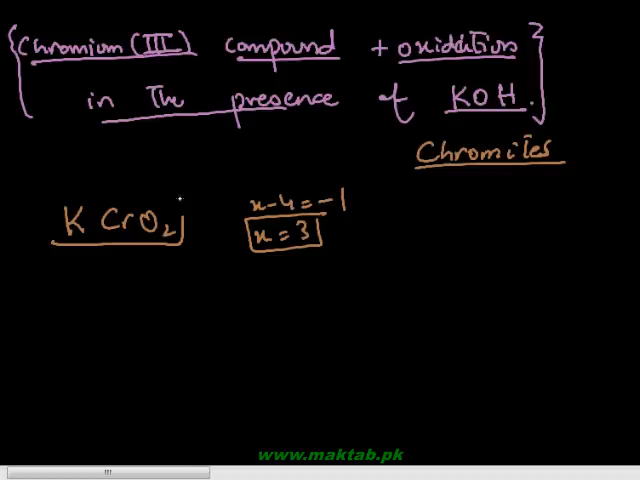 {Chromium (III) compound + oxidation}
in The presence of KOH.
Chromites
K CrO₂
x-4=-1
x=3
www.maktab.pk